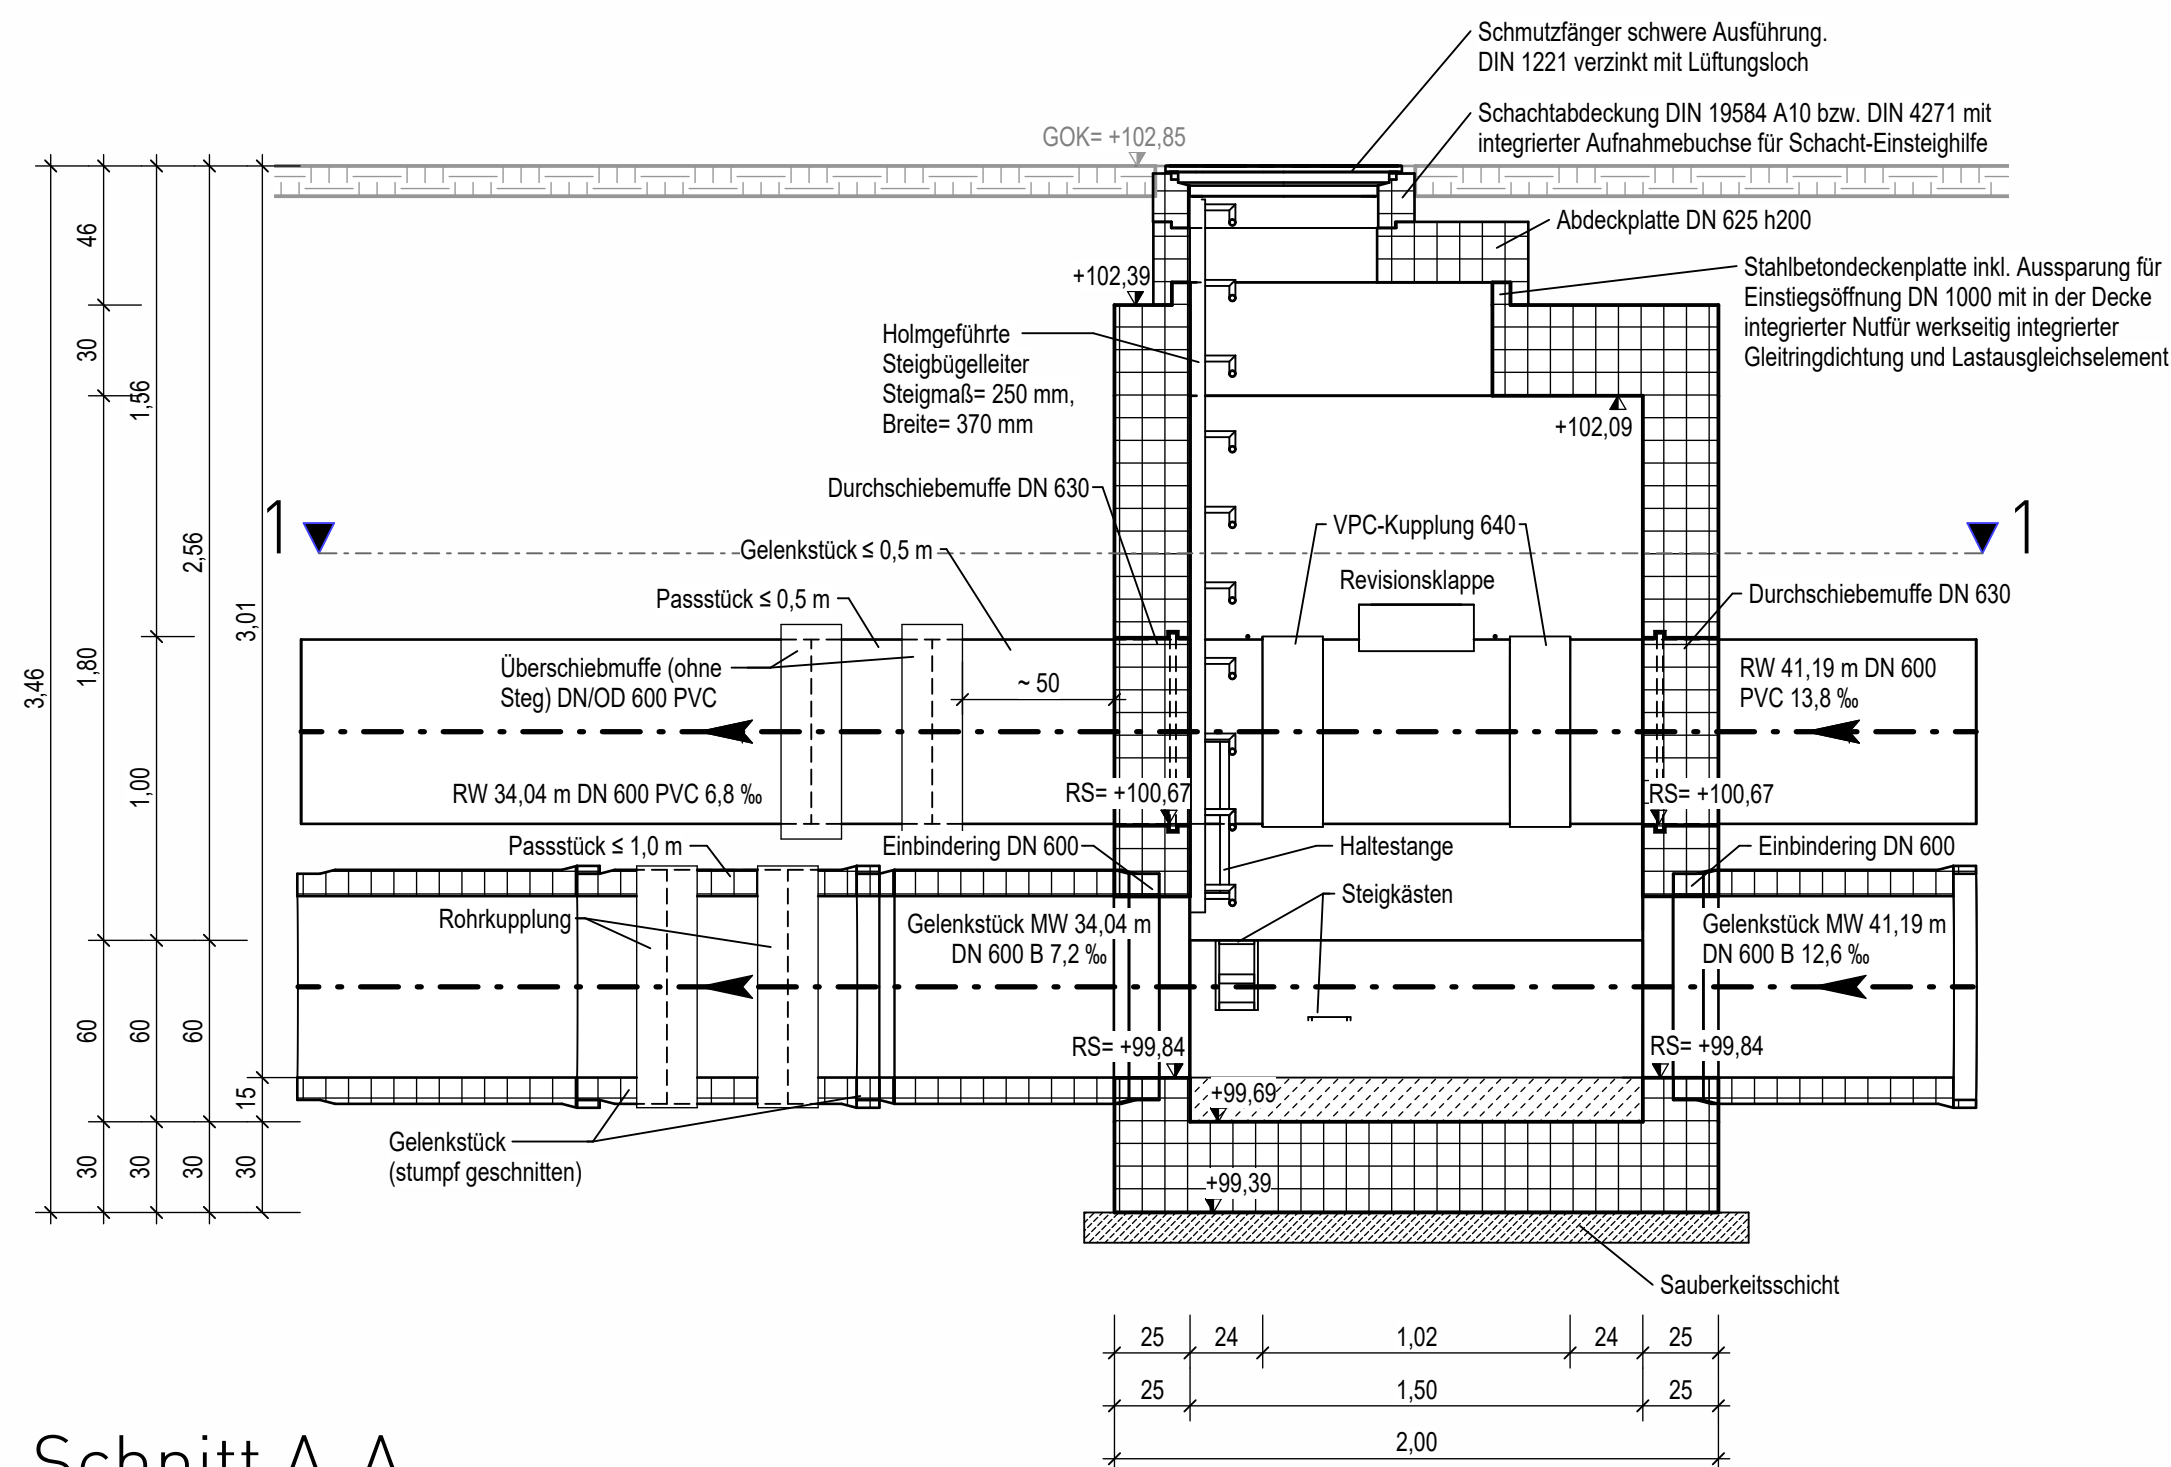 Schmutzfänger schwere Ausführung.
DIN 1221 verzinkt mit Lüftungsloch
Schachtabdeckung DIN 19584 A10 bzw. DIN 4271 mit
integrierter Aufnahmebuchse für Schacht-Einsteighilfe
GOK= +102,85
Abdeckplatte DN 625 h200
Stahlbetondeckenplatte inkl. Aussparung für
Einstiegsöffnung DN 1000 mit in der Decke
integrierter Nutfür werkseitig integrierter
Gleitringdichtung und Lastausgleichselement
+102,39
Holmgeführte
Steigbügelleiter
Steigmaß= 250 mm,
Breite= 370 mm
+102,09
Durchschiebemuffe DN 630
VPC-Kupplung 640
1
1
Gelenkstück ≤ 0,5 m
Revisionsklappe
Passstück ≤ 0,5 m
Durchschiebemuffe DN 630
Überschiebmuffe (ohne
Steg) DN/OD 600 PVC
~ 50
RW 41,19 m DN 600
PVC 13,8 ‰
RW 34,04 m DN 600 PVC 6,8 ‰
RS= +100,67
RS= +100,67
Passstück ≤ 1,0 m
Einbindering DN 600
Haltestange
Einbindering DN 600
Steigkästen
Rohrkupplung
Gelenkstück MW 34,04 m
DN 600 B 7,2 ‰
Gelenkstück MW 41,19 m
DN 600 B 12,6 ‰
RS= +99,84
RS= +99,84
+99,69
Gelenkstück
(stumpf geschnitten)
+99,39
Sauberkeitsschicht
3,46
46
30
1,80
60
30
1,56
1,00
60
30
2,56
60
30
3,01
15
30
25
24
1,02
24
25
25
1,50
25
2,00
Schnitt A-A